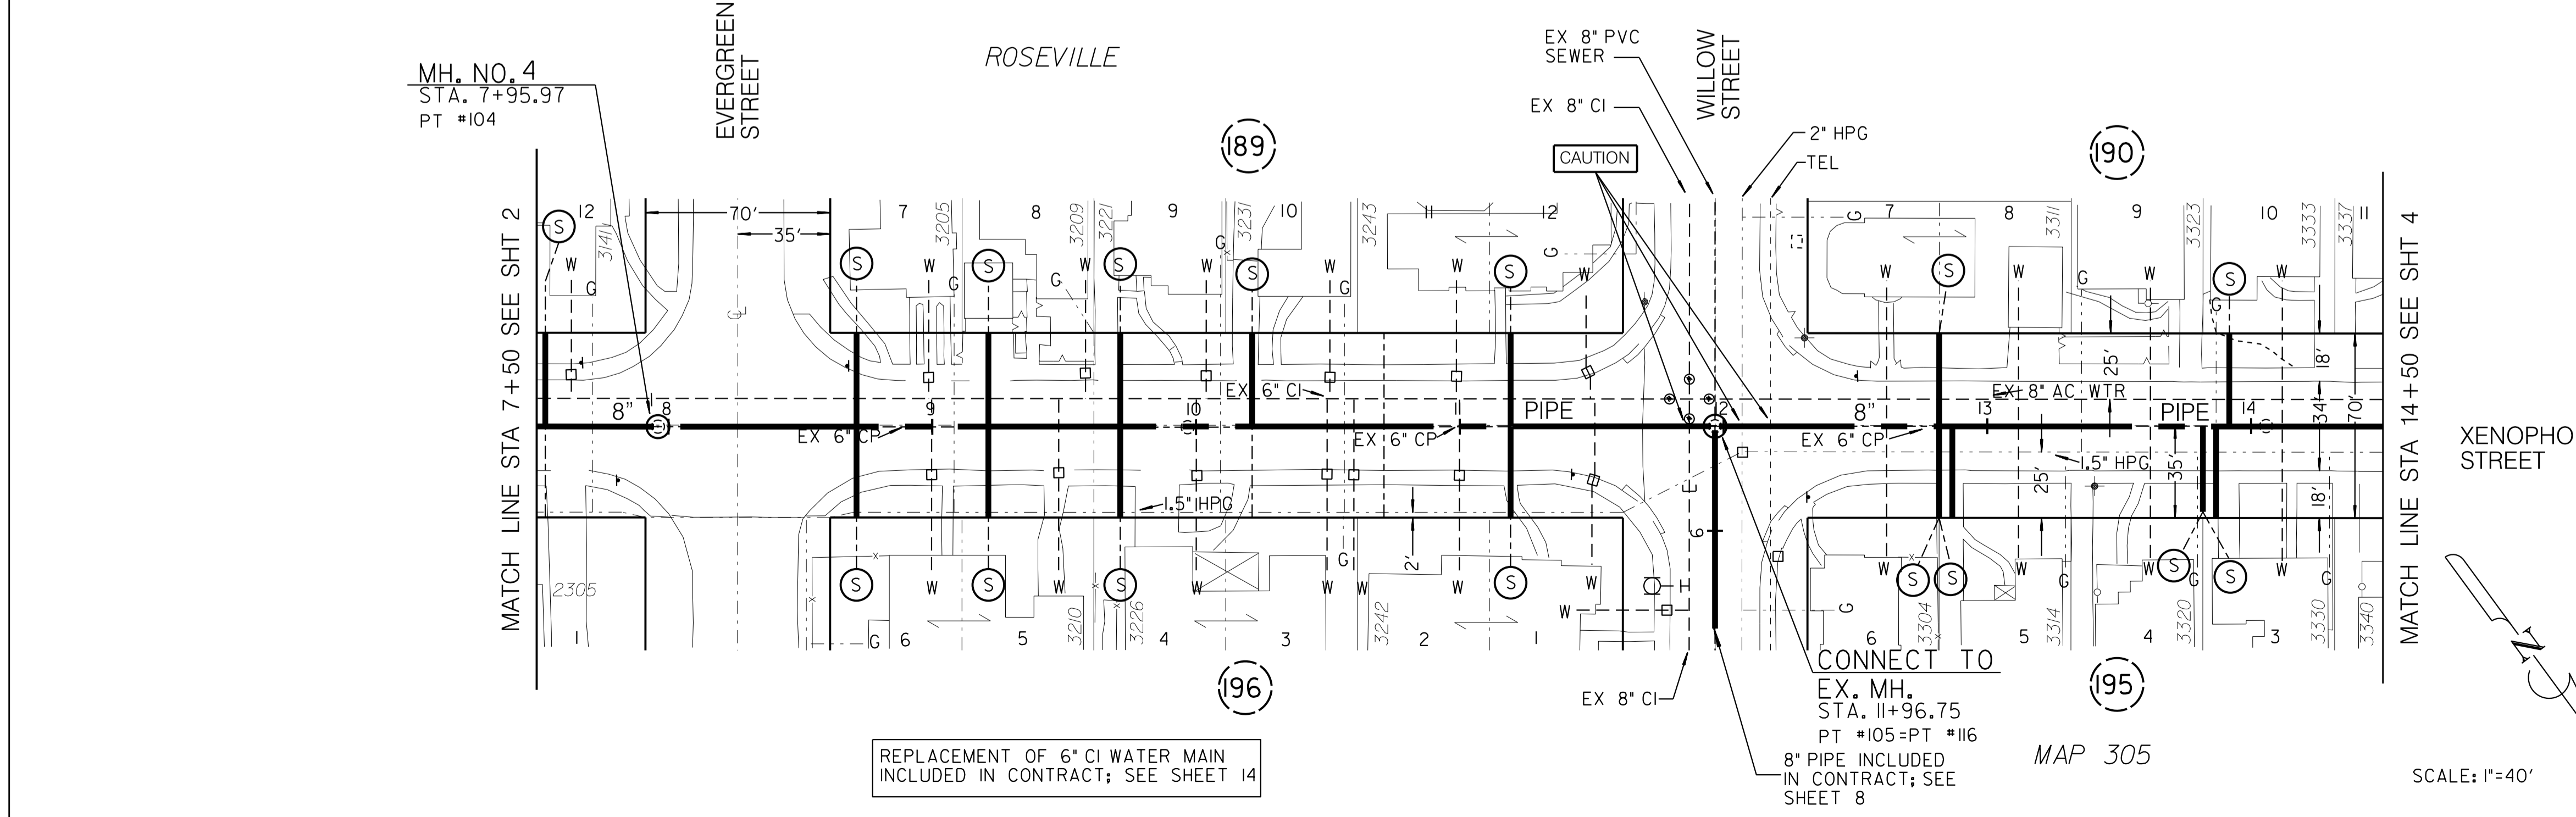 EVERGREEN
STREET
ROSEVILLE
EX 8" PVC
SEWER
WILLOW
STREET
MH. NO. 4
STA. 7+95.97
PT #104
EX 8" CI
2" HPG
TEL
CAUTION
189
190
MATCH LINE STA 7+50 SEE SHT 2
12
S
3141
W
G
70'
35'
G
7
3205
8
3209
3221
9
3231
10
3243
11
12
S
W
G
S
G
W
S
W
G
S
W
G
W
S
G
W
7
8
3311
9
3323
10
3333
3337
11
G
W
S
W
G
W
G
S
W
8"
8
9
10
11
PIPE
12
8"
13
PIPE
14
EX 6" CP
EX 6" CI
EX 6" CP
EX 6" CP
EX 8" AC WTR
25'
18'
34'
70'
1.5" HPG
1.5" HPG
25'
35'
18'
2'
6
L
H
2305
1
S
W
S
W
S
W
G
W
W
W
S
W
W
G
W
S
S
W
G
W
S
G
S
W
G
G
6
5
3210
3226
4
3
3242
2
1
6
3304
5
3314
4
3320
3
3330
3340
MATCH LINE STA 14+50 SEE SHT 4
XENOPHO
STREET
N
196
195
EX 8" CI
CONNECT TO
EX. MH.
STA. 11+96.75
PT #105=PT #116
8" PIPE INCLUDED
IN CONTRACT; SEE
SHEET 8
MAP 305
REPLACEMENT OF 6" CI WATER MAIN
INCLUDED IN CONTRACT; SEE SHEET 14
SCALE: 1"=40'